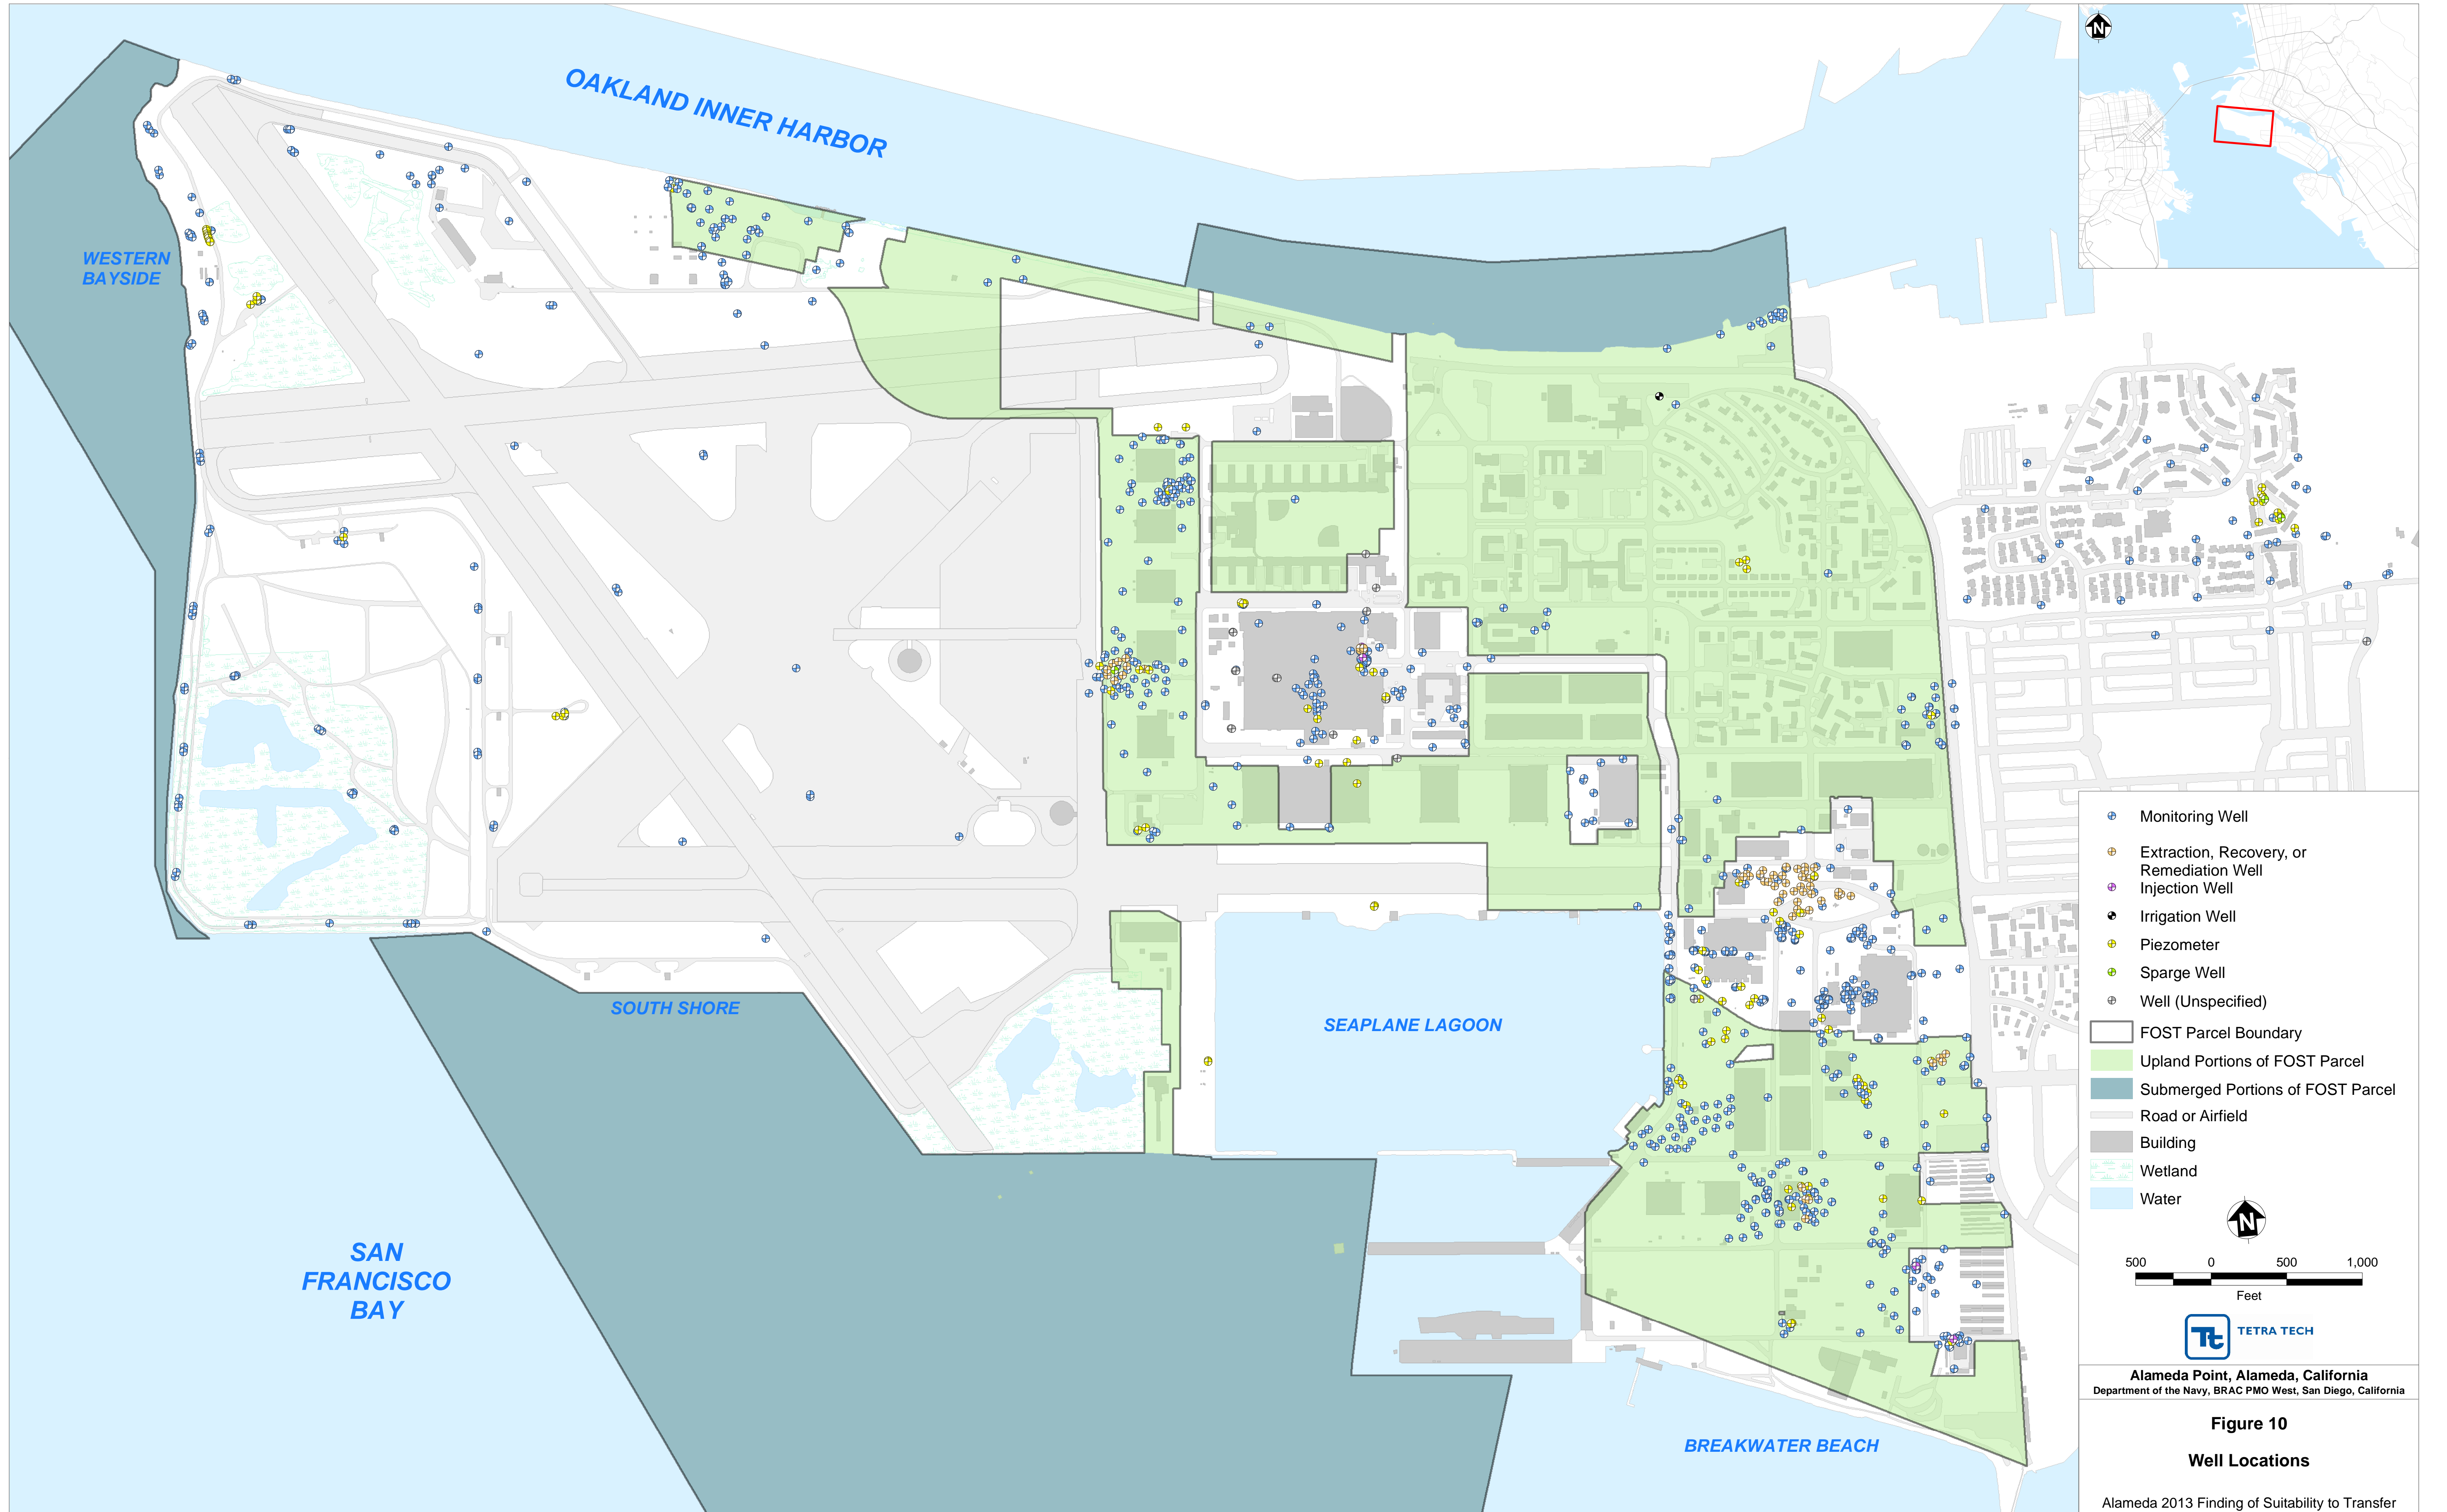 OAKLAND INNER HARBOR
WESTERN
BAYSIDE
SOUTH SHORE
SEAPLANE LAGOON
SAN
FRANCISCO
BAY
BREAKWATER BEACH
N
Monitoring Well
Extraction, Recovery, or
Remediation Well
Injection Well
Irrigation Well
Piezometer
Sparge Well
Well (Unspecified)
FOST Parcel Boundary
Upland Portions of FOST Parcel
Submerged Portions of FOST Parcel
Road or Airfield
Building
Wetland
Water
N
500 0 500 1,000
Feet
Tt TETRA TECH
Alameda Point, Alameda, California
Department of the Navy, BRAC PMO West, San Diego, California
Figure 10
Well Locations
Alameda 2013 Finding of Suitability to Transfer